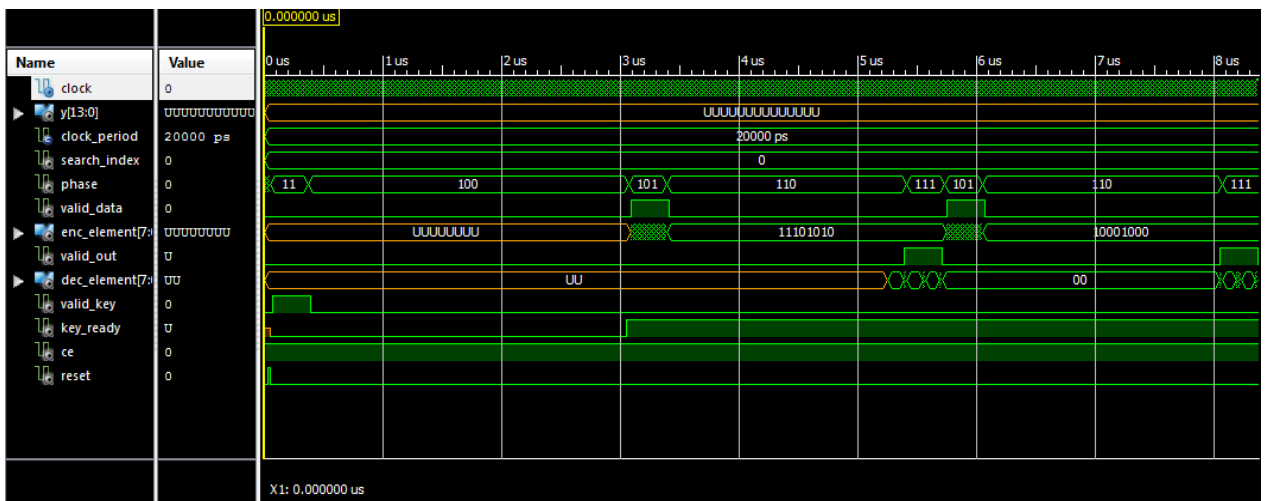 0.000000 us
Name Value 0 us 1 us 2 us 3 us 4 us 5 us 6 us 7 us 8 us
clock 0
y[13:0] UUUUUUUUUUUU UUUUUUUUUUUUUU
clock_period 20000 ps 20000 ps
search_index 0 0
phase 0 11 100 101 110 111 101 110 111
valid_data 0
enc_element[7:0 UUUUUUUU UUUUUUUU 11101010 10001000
valid_out U
dec_element[7:0 UU UU 00
valid_key 0
key_ready U
ce 0
reset 0
X1: 0.000000 us